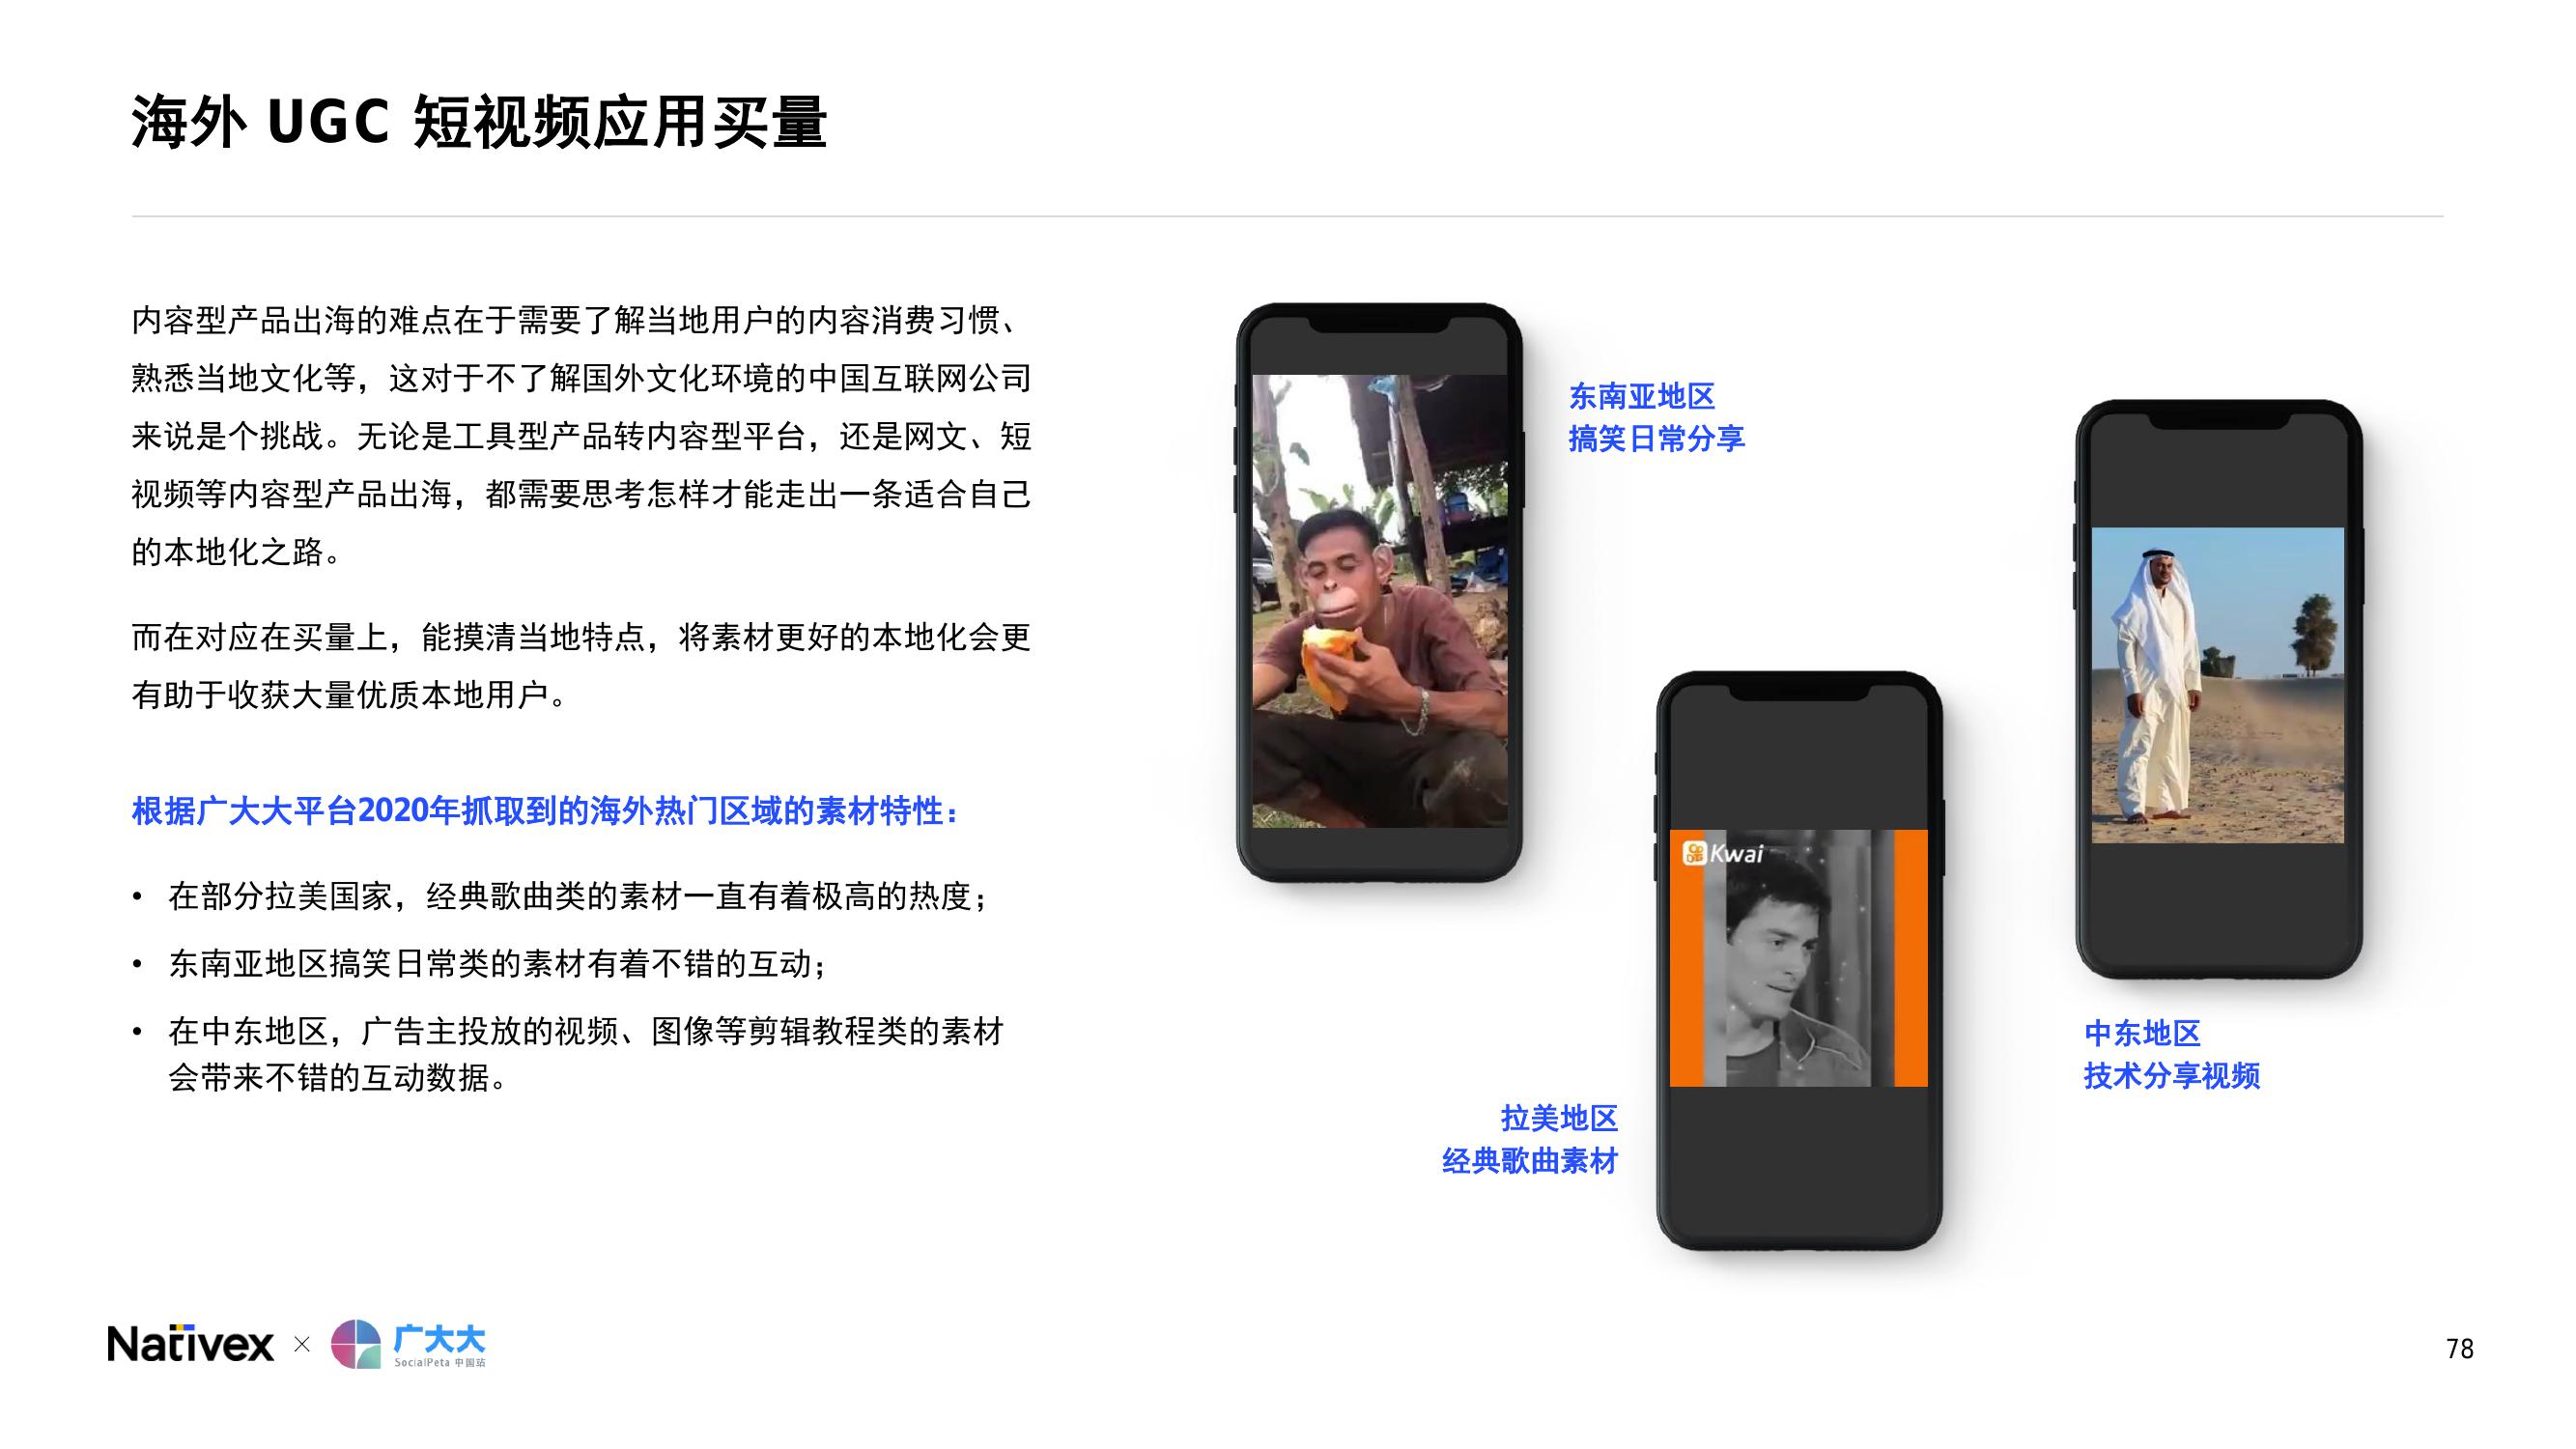 海外 UGC 短视频应用买量
内容型产品出海的难点在于需要了解当地用户的内容消费习惯、
熟悉当地文化等，这对于不了解国外文化环境的中国互联网公司
来说是个挑战。无论是工具型产品转内容型平台，还是网文、短
视频等内容型产品出海，都需要思考怎样才能走出一条适合自己
的本地化之路。
而在对应在买量上，能摸清当地特点，将素材更好的本地化会更
有助于收获大量优质本地用户。
根据广大大平台2020年抓取到的海外热门区域的素材特性：
• 在部分拉美国家，经典歌曲类的素材一直有着极高的热度；
• 东南亚地区搞笑日常类的素材有着不错的互动；
• 在中东地区，广告主投放的视频、图像等剪辑教程类的素材
会带来不错的互动数据。
东南亚地区
搞笑日常分享
Kwai
拉美地区
经典歌曲素材
中东地区
技术分享视频
Nativex × 广大大
SocialPeta 中国站
78